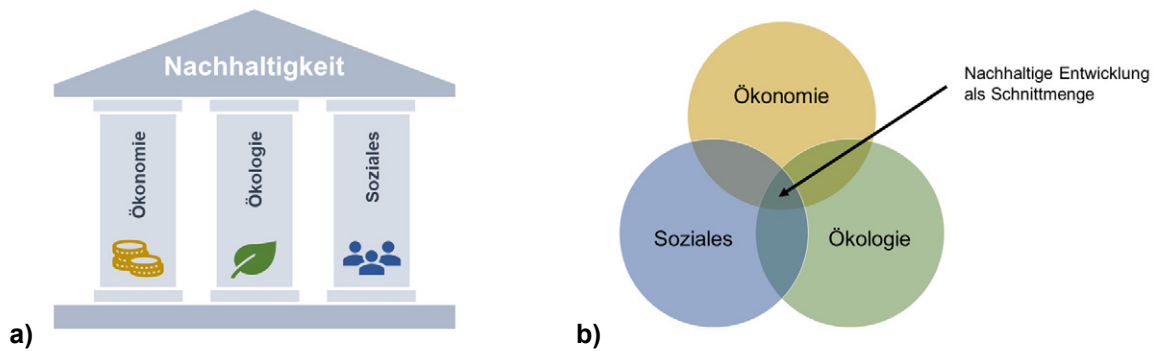 Nachhaltigkeit
Ökonomie
Ökologie
Soziales
a)
Ökonomie
Nachhaltige Entwicklung
als Schnittmenge
Soziales
Ökologie
b)